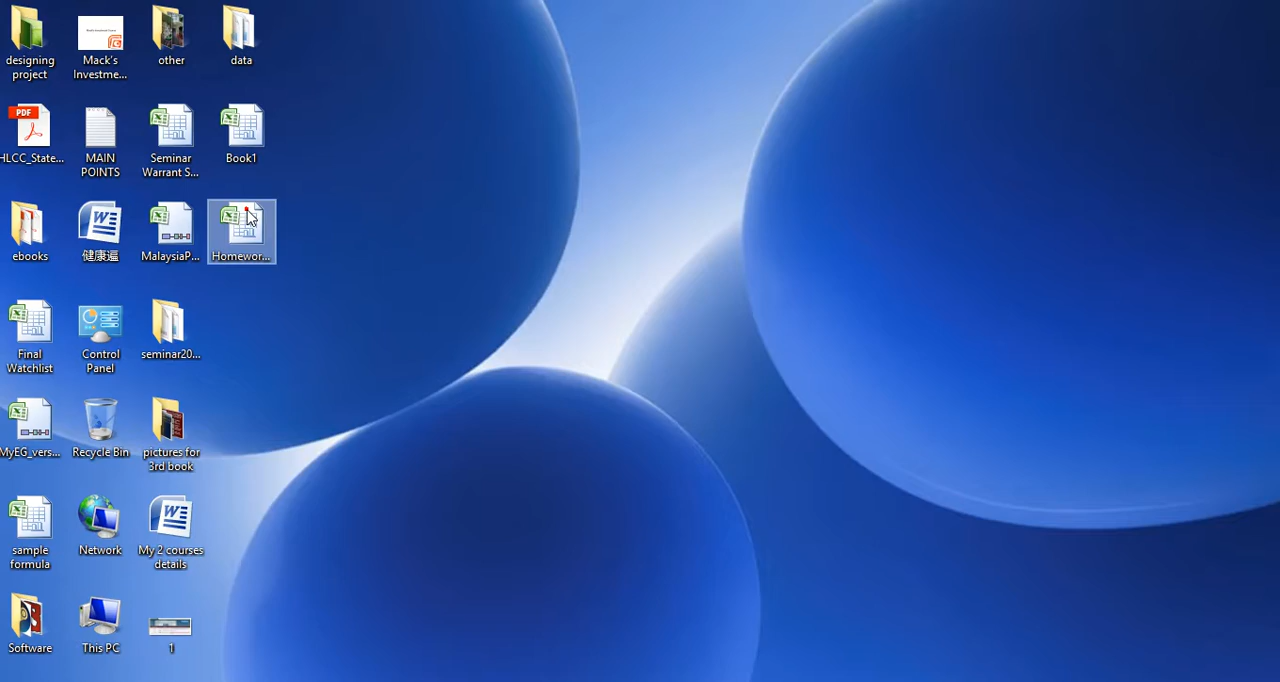 designing
project
Mack's
Investme...
other
data
PDF
HLCC_State...
MAIN
POINTS
Seminar
Warrant S...
Book1
ebooks
健康遍
MalaysiaP...
Homewor...
Final
Watchlist
Control
Panel
seminar20...
MyEG_vers...
Recycle Bin
pictures for
3rd book
sample
formula
Network
My 2 courses
details
Software
This PC
1